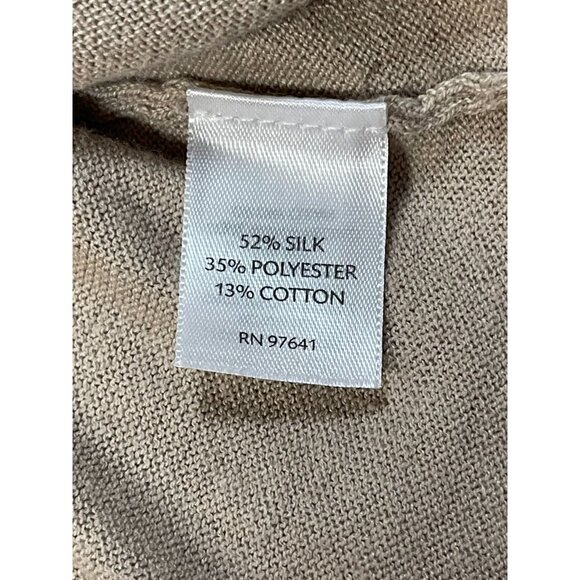 52% SILK
35% POLYESTER
13% COTTON
RN 97641